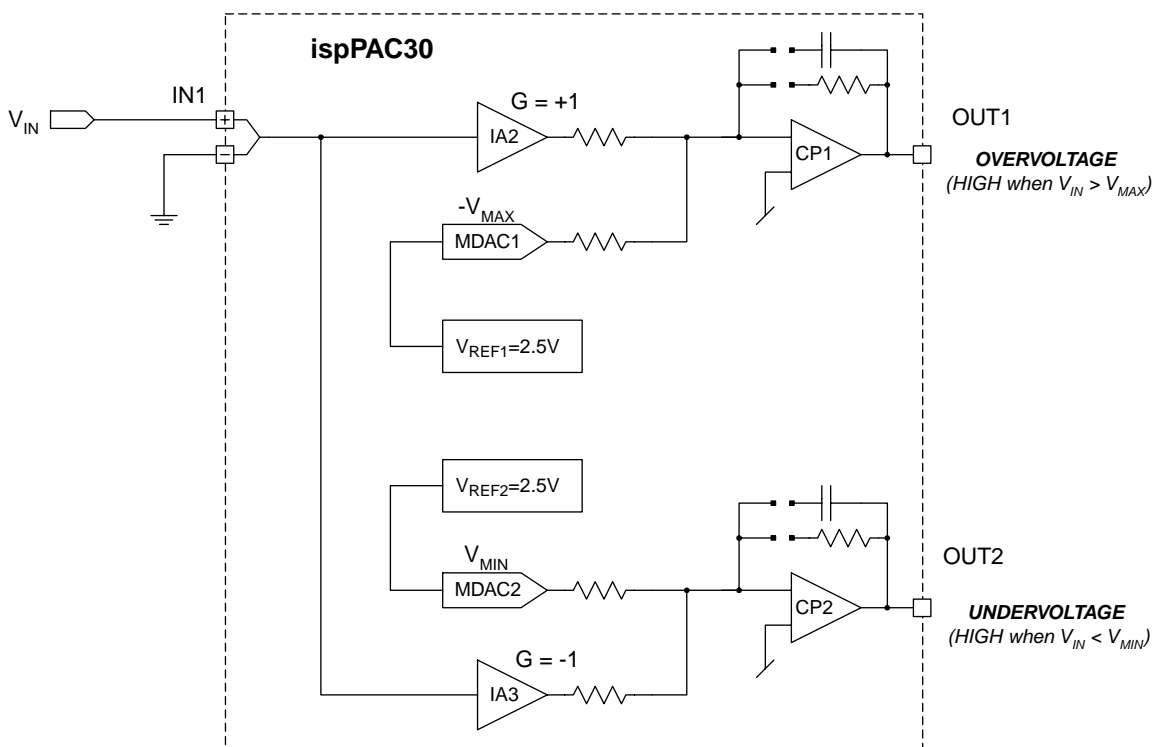 ispPAC30
IN1
V_IN
+
−
G = +1
IA2
CP1
OUT1
OVERVOLTAGE
(HIGH when V_IN > V_MAX)
-V_MAX
MDAC1
V_REF1=2.5V
V_REF2=2.5V
V_MIN
MDAC2
CP2
OUT2
UNDERVOLTAGE
(HIGH when V_IN < V_MIN)
G = -1
IA3